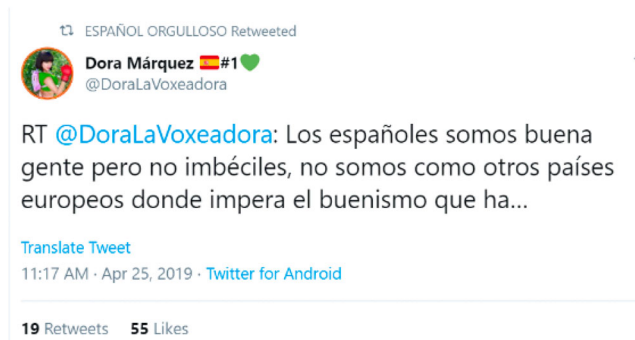 ESPAÑOL ORGULLOSO Retweeted
Dora Márquez 🇪🇸#1💚
@DoraLaVoxeadora
RT @DoraLaVoxeadora: Los españoles somos buena
gente pero no imbéciles, no somos como otros países
europeos donde impera el buenismo que ha...
Translate Tweet
11:17 AM · Apr 25, 2019 · Twitter for Android
19 Retweets 55 Likes